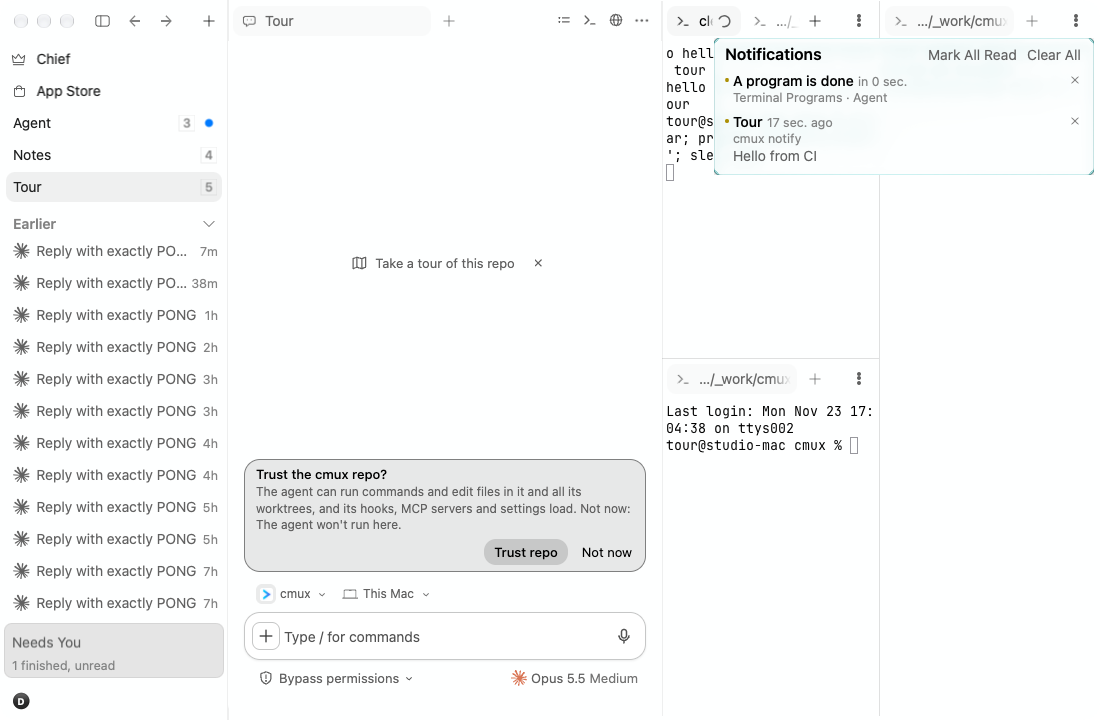 Chief
App Store
Agent 3
Notes 4
Tour 5
Earlier
Reply with exactly PO... 7m
Reply with exactly PO... 38m
Reply with exactly PONG 1h
Reply with exactly PONG 2h
Reply with exactly PONG 3h
Reply with exactly PONG 3h
Reply with exactly PONG 4h
Reply with exactly PONG 4h
Reply with exactly PONG 5h
Reply with exactly PONG 5h
Reply with exactly PONG 7h
Reply with exactly PONG 7h
Needs You
1 finished, unread
D
Tour
Take a tour of this repo
Trust the cmux repo?
The agent can run commands and edit files in it and all its
worktrees, and its hooks, MCP servers and settings load. Not now:
The agent won't run here.
Trust repo Not now
cmux This Mac
Type / for commands
Bypass permissions Opus 5.5 Medium
.../_work/cmux
o hell
tour
hello
our
tour@s
ar; pr
'; sle
Notifications Mark All Read Clear All
A program is done in 0 sec.
Terminal Programs · Agent
Tour 17 sec. ago
cmux notify
Hello from CI
.../_work/cmux
Last login: Mon Nov 23 17:
04:38 on ttys002
tour@studio-mac cmux %